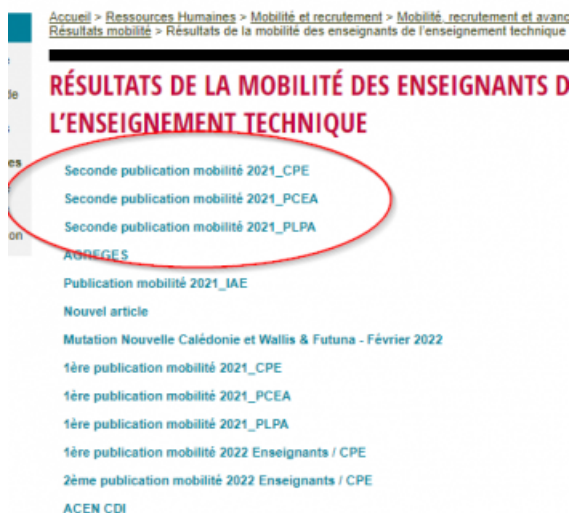 Accueil > Ressources Humaines > Mobilité et recrutement > Mobilité, recrutement et
Résultats mobilité > Résultats de la mobilité des enseignants de l'enseignement technique
RÉSULTATS DE LA MOBILITÉ DES ENSEIGNANTS
L'ENSEIGNEMENT TECHNIQUE
Seconde publication mobilité 2021_CPE
Seconde publication mobilité 2021_PCEA
Seconde publication mobilité 2021_PLPA
AGREGES
Publication mobilité 2021_IAE
Nouvel article
Mutation Nouvelle Calédonie et Wallis & Futuna - Février 2022
1ère publication mobilité 2021_CPE
1ère publication mobilité 2021_PCEA
1ère publication mobilité 2021_PLPA
1ère publication mobilité 2022 Enseignants / CPE
2ème publication mobilité 2022 Enseignants / CPE
ACEN CDI